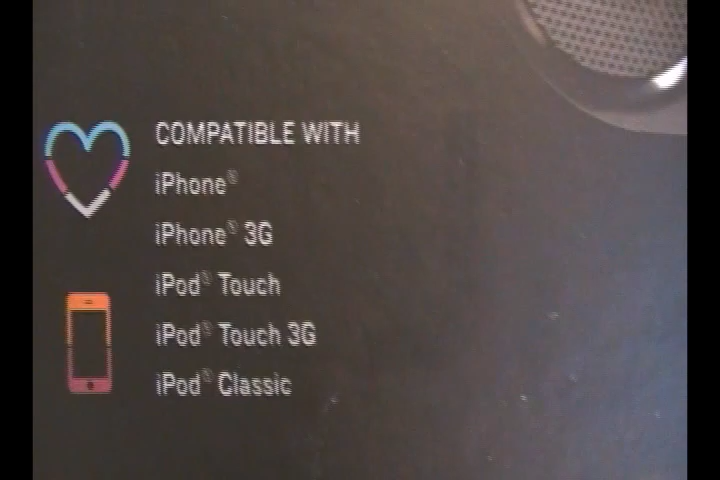 COMPATIBLE WITH
iPhone®
iPhone® 3G
iPod® Touch
iPod® Touch 3G
iPod® Classic